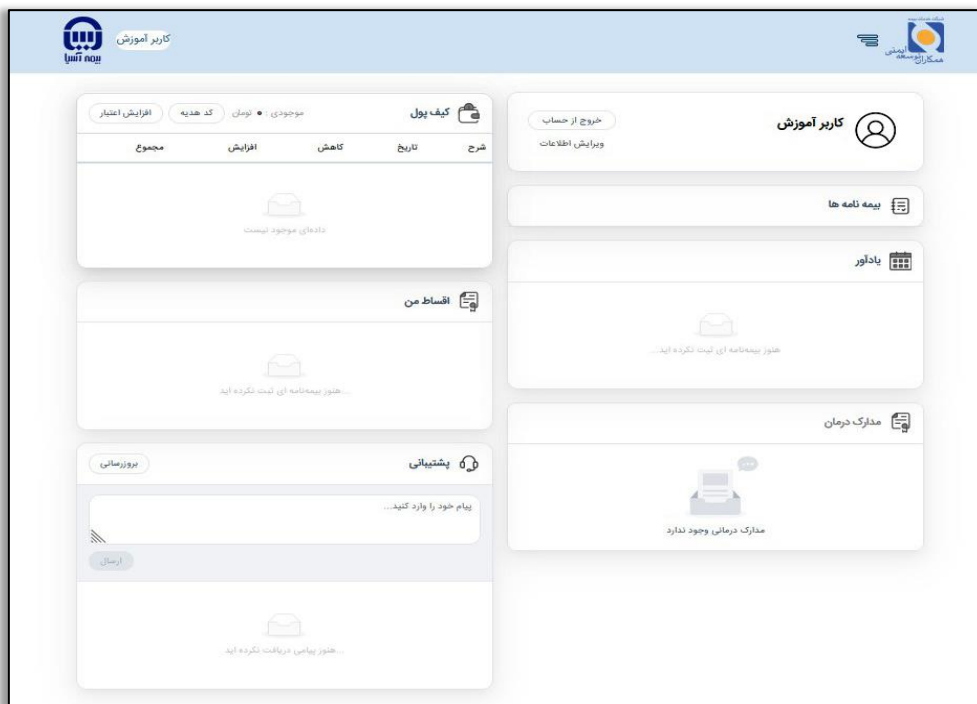 کاربر آموزش
بیمه آسیا
همکاران توسعه ایمنی
کاربر آموزش
خروج از حساب
ویرایش اطلاعات
بیمه نامه ها
یادآور
هنوز بیمه‌نامه ای ثبت نکرده اید...
مدارک درمان
مدارک درمانی وجود ندارد
کیف پول
موجودی : ۰ تومان
کد هدیه
افزایش اعتبار
شرح تاریخ کاهش افزایش مجموع
داده‌ای موجود نیست
اقساط من
هنوز بیمه‌نامه ای ثبت نکرده اید...
پشتیبانی
بروزرسانی
پیام خود را وارد کنید...
ارسال
هنوز پیامی دریافت نکرده اید...